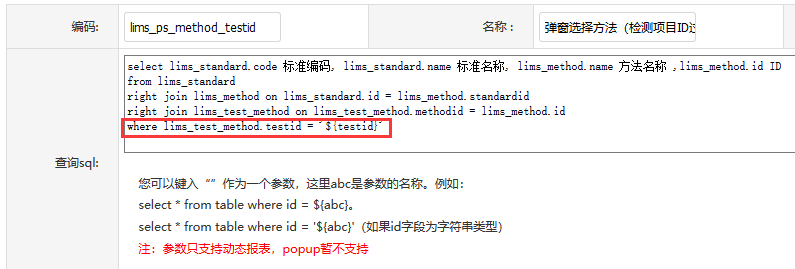 编码: lims_ps_method_testid 名称 : 弹窗选择方法（检测项目ID过
查询sql:
select lims_standard.code 标准编码, lims_standard.name 标准名称, lims_method.name 方法名称 ,lims_method.id ID
from lims_standard
right join lims_method on lims_standard.id = lims_method.standardid
right join lims_test_method on lims_test_method.methodid = lims_method.id
where lims_test_method.testid = `${testid}`
您可以键入“”作为一个参数，这里abc是参数的名称。例如：
select * from table where id = ${abc}。
select * from table where id = '${abc}'（如果id字段为字符串类型）
注：参数只支持动态报表，popup暂不支持